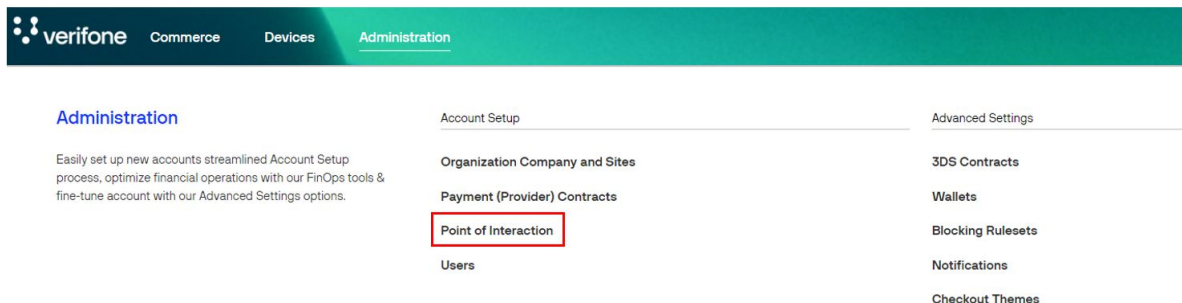 verifone Commerce Devices Administration
Administration
Easily set up new accounts streamlined Account Setup
process, optimize financial operations with our FinOps tools &
fine-tune account with our Advanced Settings options.
Account Setup
Organization Company and Sites
Payment (Provider) Contracts
Point of Interaction
Users
Advanced Settings
3DS Contracts
Wallets
Blocking Rulesets
Notifications
Checkout Themes